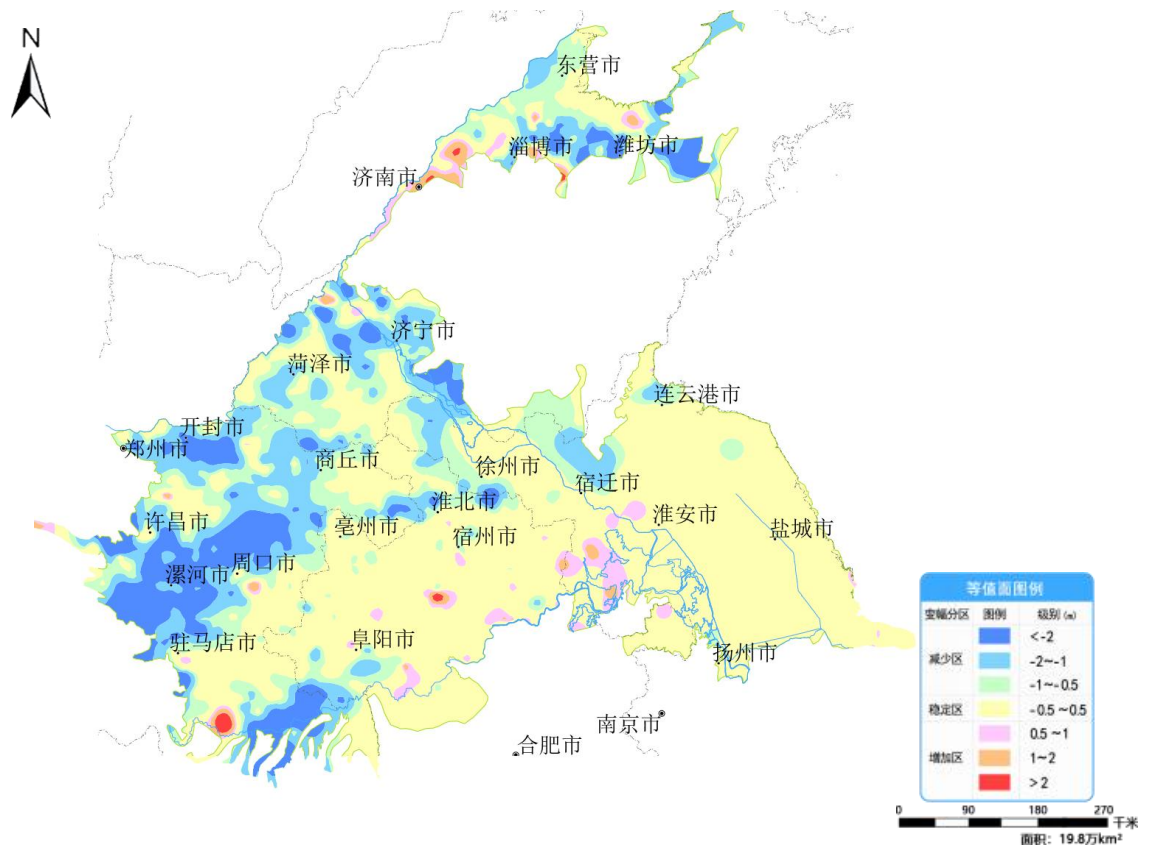 N
东营市
淄博市
潍坊市
济南市
济宁市
菏泽市
连云港市
开封市
郑州市
商丘市
徐州市
宿迁市
淮北市
许昌市
亳州市
宿州市
淮安市
盐城市
周口市
漯河市
驻马店市
阜阳市
扬州市
南京市
合肥市
等值面图例
变幅分区 图例 级别 (m)
<-2
减少区 -2~-1
-1~-0.5
稳定区 -0.5~0.5
0.5~1
增加区 1~2
>2
0 90 180 270
千米
面积：19.8万km²